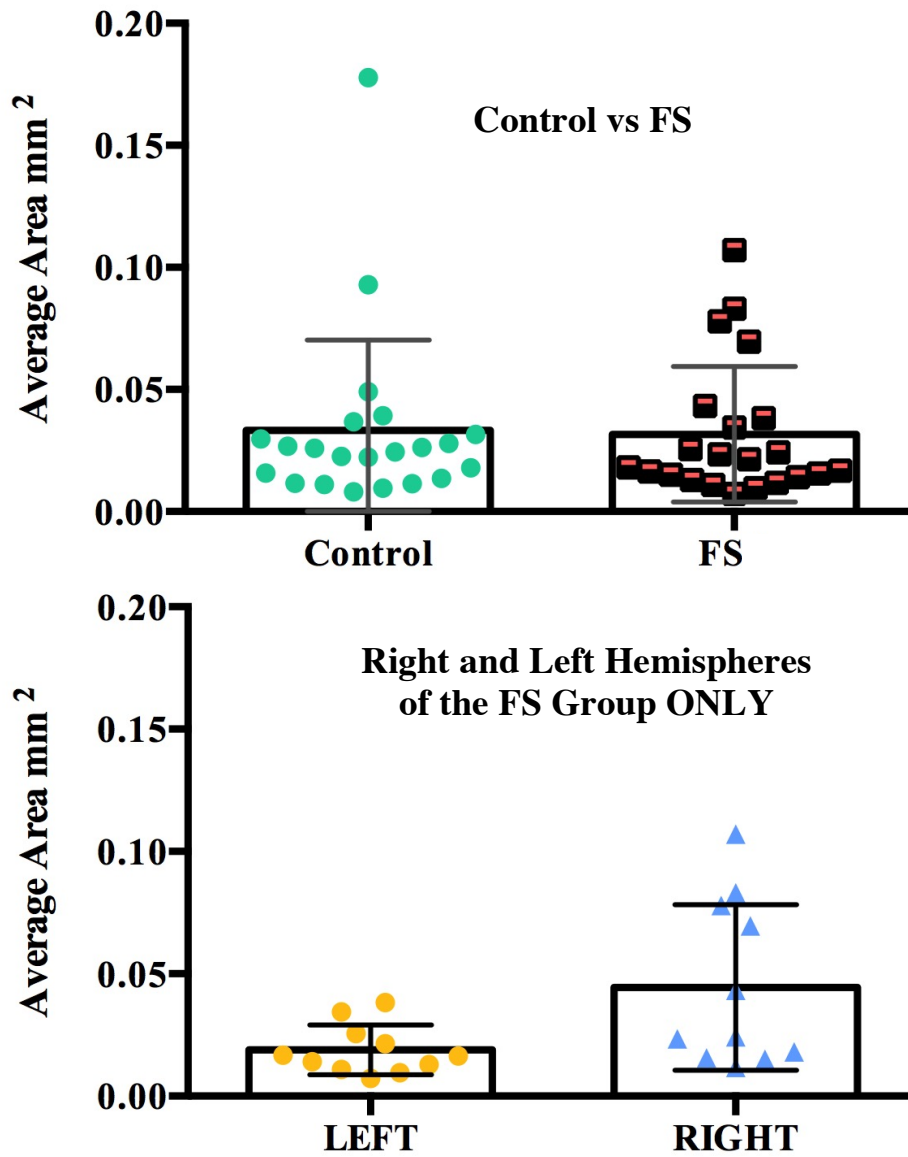 Average Area mm 2
0.20
0.15
0.10
0.05
0.00
Control vs FS
Control
FS
Average Area mm 2
0.20
0.15
0.10
0.05
0.00
Right and Left Hemispheres
of the FS Group ONLY
LEFT
RIGHT